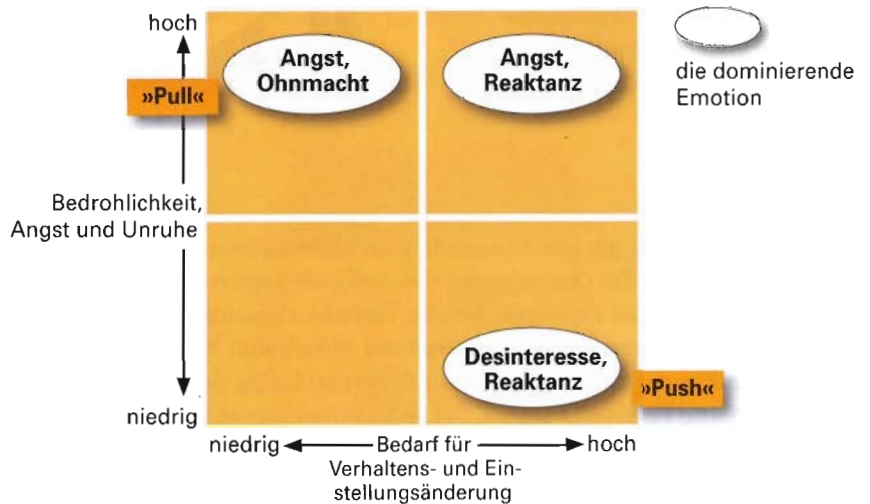 hoch
»Pull«
Angst,
Ohnmacht
Angst,
Reaktanz
die dominierende
Emotion
Bedrohlichkeit,
Angst und Unruhe
Desinteresse,
Reaktanz
»Push«
niedrig
niedrig
Bedarf für
hoch
Verhaltens- und Ein-
stellungsänderung